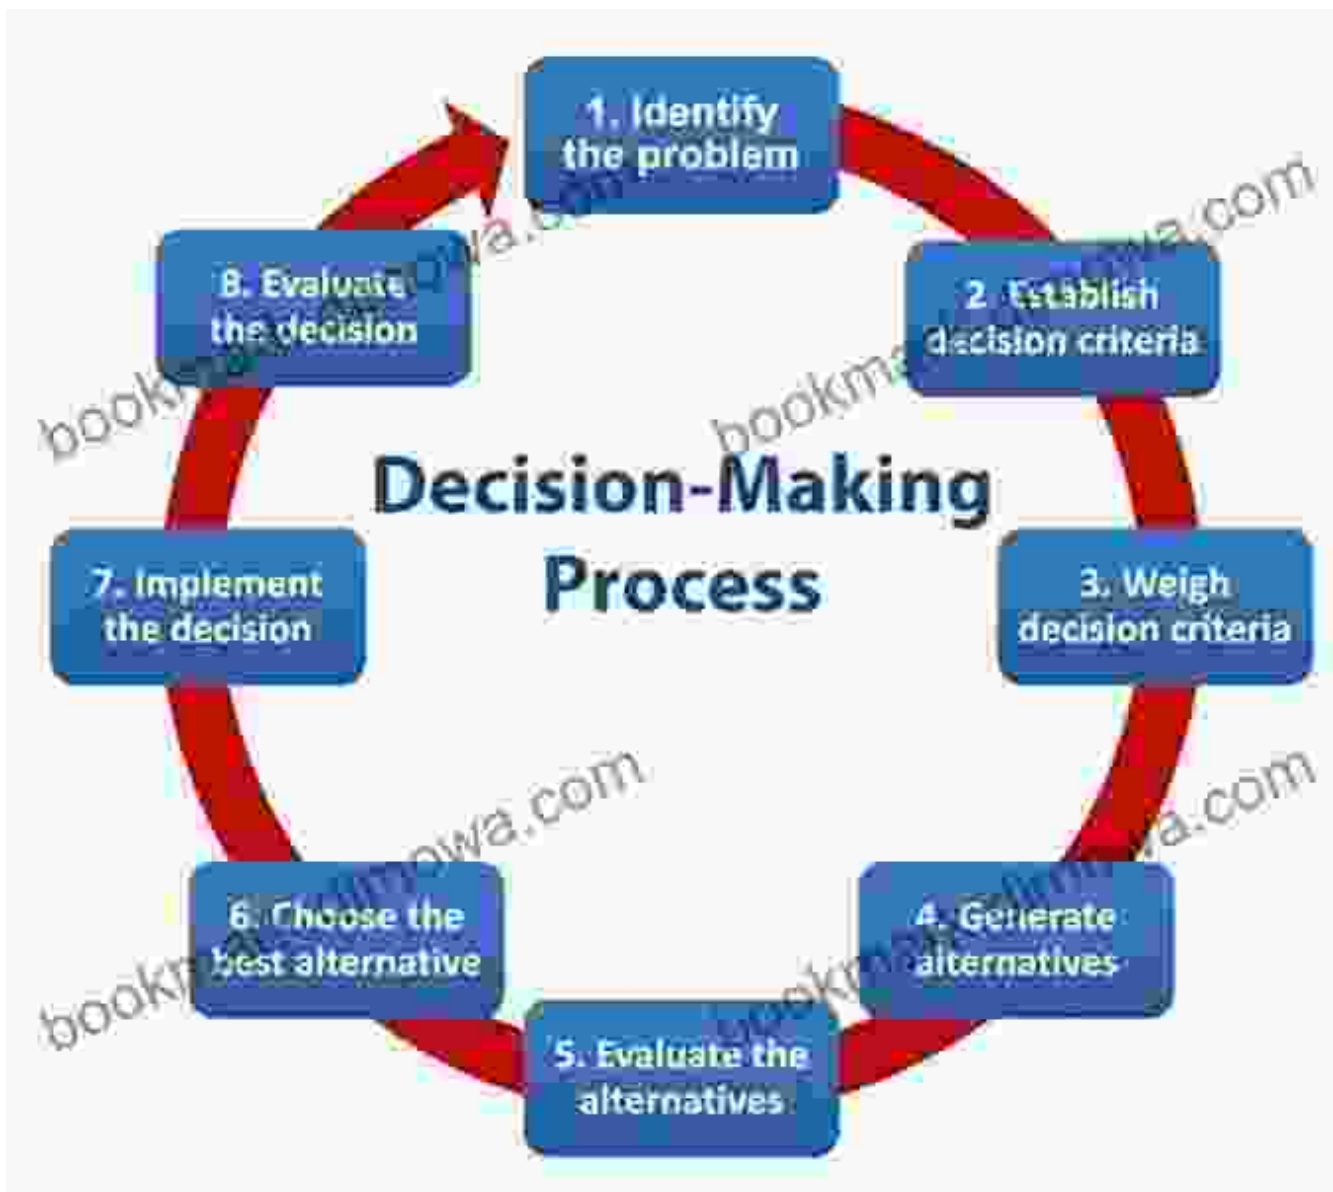 1. Identify
the problem
2. Establish
decision criteria
3. Weigh
decision criteria
4. Generate
alternatives
5. Evaluate the
alternatives
6. Choose the
best alternative
7. Implement
the decision
8. Evaluate
the decision
Decision-Making
Process